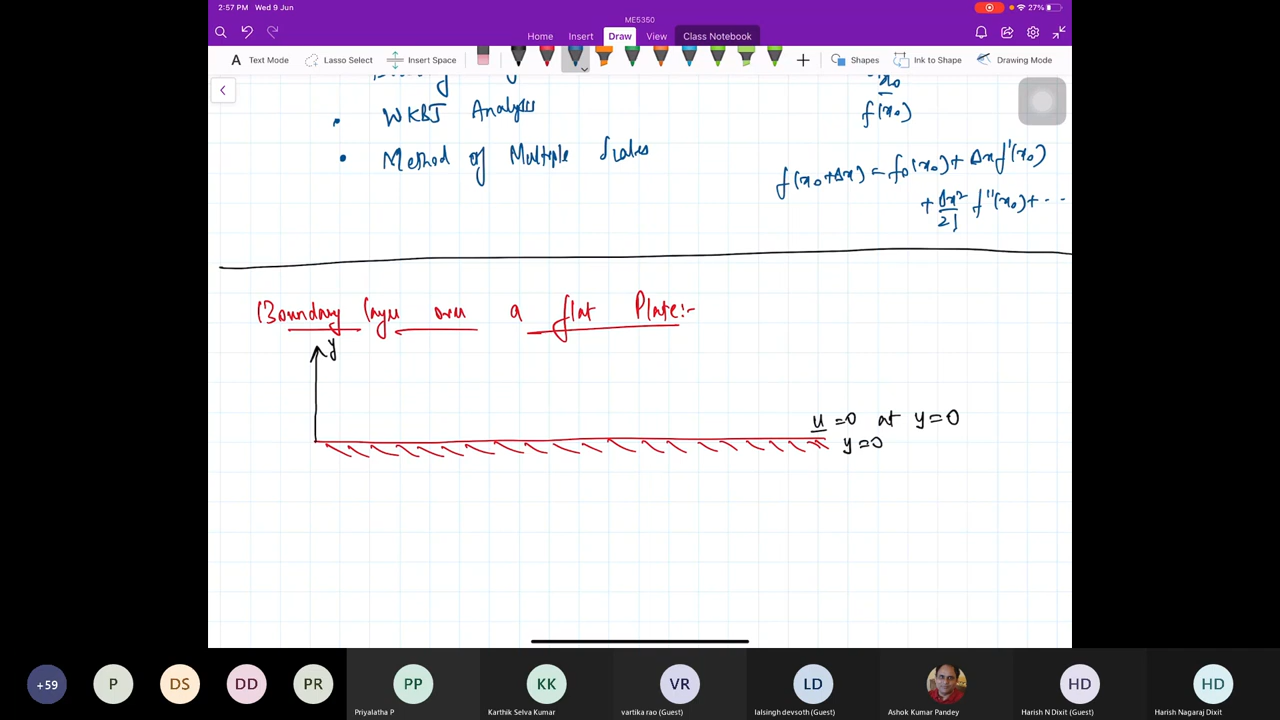 2:57 PM Wed 9 Jun
27%
ME5350
Home Insert Draw View Class Notebook
A Text Mode Lasso Select Insert Space Shapes Ink to Shape Drawing Mode
x₀
f(x₀)
• WKBJ Analysis
• Method of Multiple Scales
f(x₀+Δx) = f₀(x₀) + Δx f'(x₀)
+ Δx²/2! f''(x₀) + ...
Boundary layer over a flat Plate:-
y
u = 0 at y = 0
y = 0
+59 P DS DD PR PP KK VR LD HD HD
Priyalatha P Karthik Selva Kumar vartika rao (Guest) lalsingh devsoth (Guest) Ashok Kumar Pandey Harish N Dixit (Guest) Harish Nagaraj Dixit